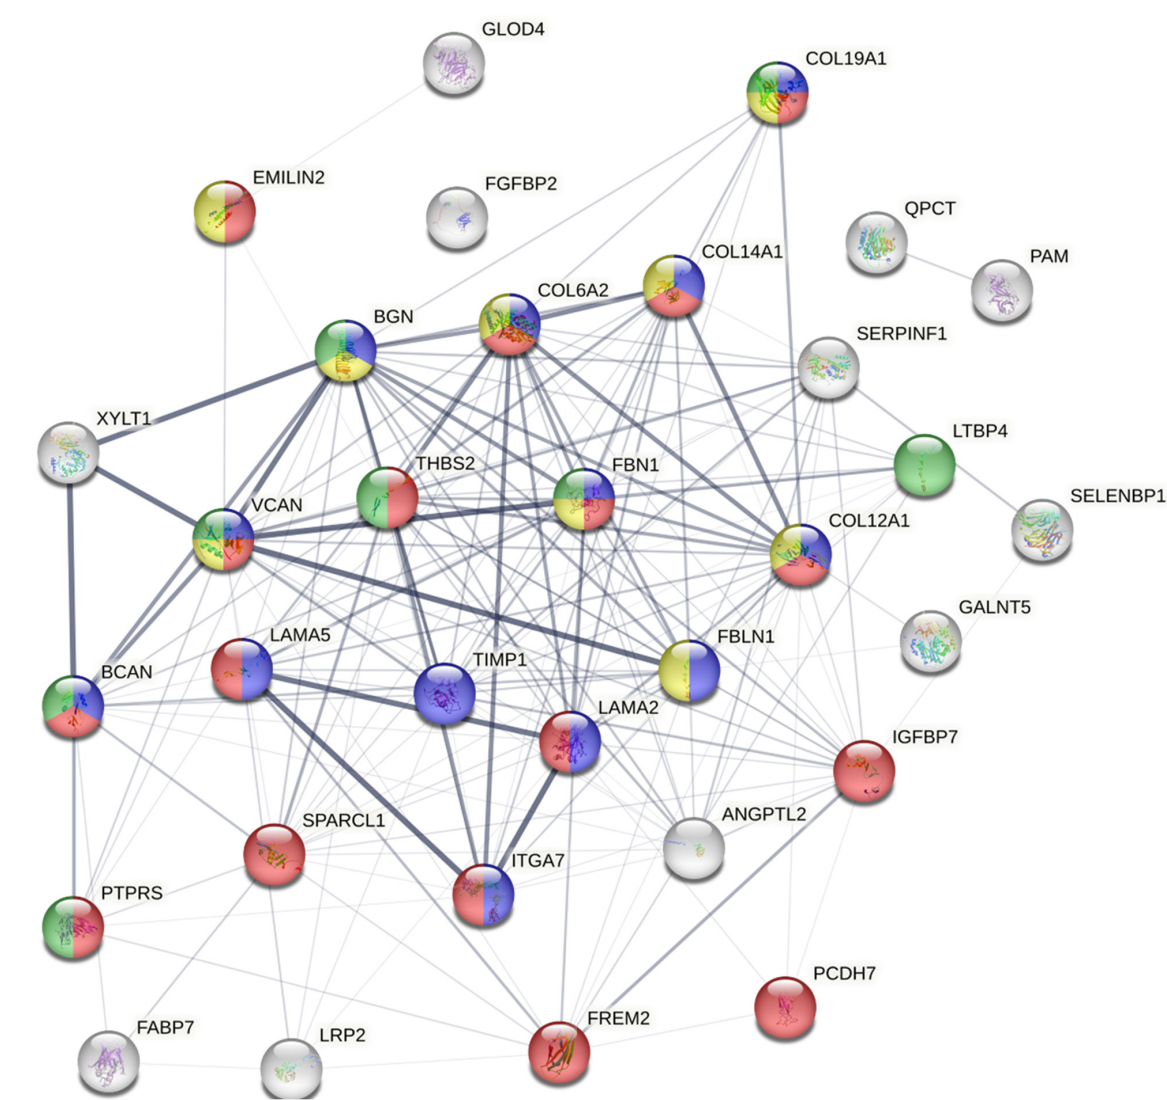 GLOD4
COL19A1
EMILIN2
FGFBP2
QPCT
COL14A1
PAM
COL6A2
BGN
SERPINF1
XYLT1
LTBP4
THBS2
FBN1
SELENBP1
VCAN
COL12A1
GALNT5
LAMA5
FBLN1
TIMP1
BCAN
LAMA2
IGFBP7
ANGPTL2
SPARCL1
ITGA7
PTPRS
PCDH7
FREM2
FABP7
LRP2